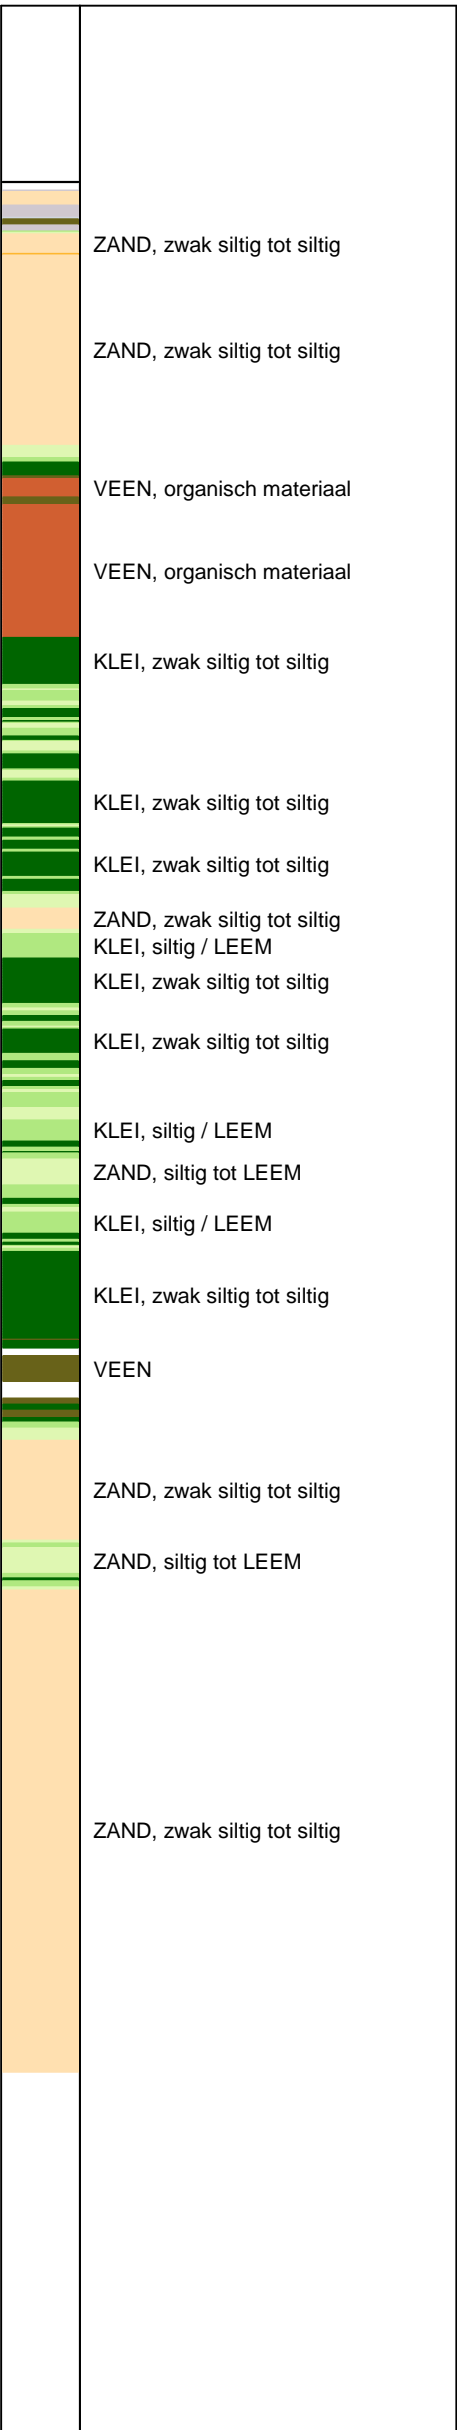 ZAND, zwak siltig tot siltig
ZAND, zwak siltig tot siltig
VEEN, organisch materiaal
VEEN, organisch materiaal
KLEI, zwak siltig tot siltig
KLEI, zwak siltig tot siltig
KLEI, zwak siltig tot siltig
ZAND, zwak siltig tot siltig
KLEI, siltig / LEEM
KLEI, zwak siltig tot siltig
KLEI, zwak siltig tot siltig
KLEI, siltig / LEEM
ZAND, siltig tot LEEM
KLEI, siltig / LEEM
KLEI, zwak siltig tot siltig
VEEN
ZAND, zwak siltig tot siltig
ZAND, siltig tot LEEM
ZAND, zwak siltig tot siltig